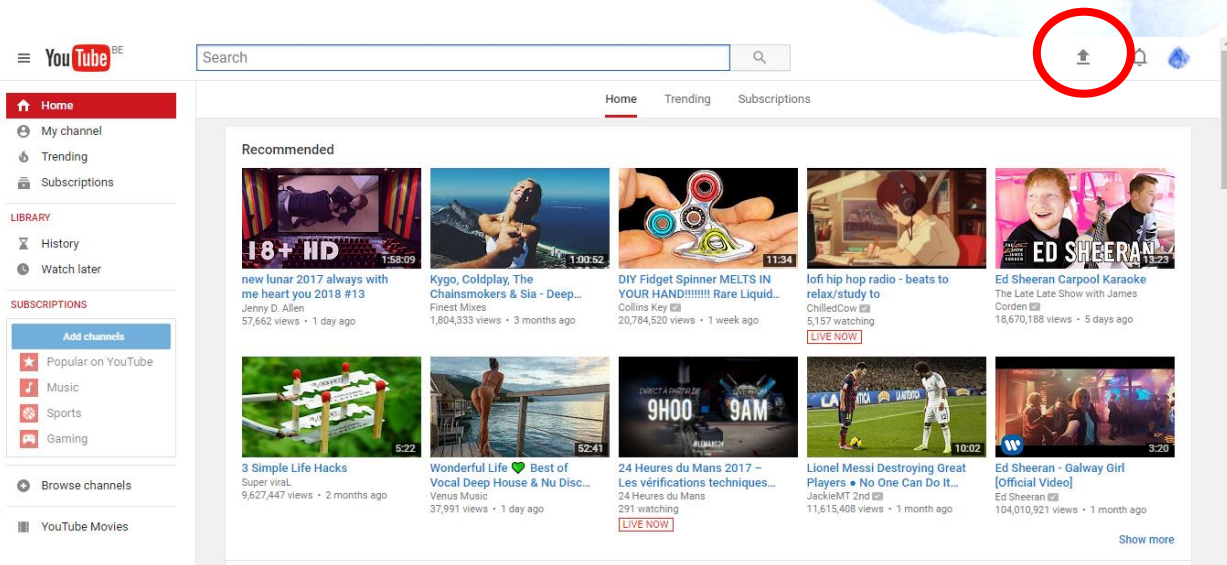 YouTube BE
Search
Home
My channel
Trending
Subscriptions
LIBRARY
History
Watch later
SUBSCRIPTIONS
Add channels
Popular on YouTube
Music
Sports
Gaming
Browse channels
YouTube Movies
Home Trending Subscriptions
Recommended
18+ HD
1:58:09
new lunar 2017 always with
me heart you 2018 #13
Jenny D. Allen
57,662 views • 1 day ago
1:00:52
Kygo, Coldplay, The
Chainsmokers & Sia - Deep...
Finest Mixes
1,804,333 views • 3 months ago
11:34
DIY Fidget Spinner MELTS IN
YOUR HAND!!!!!!!! Rare Liquid...
Collins Key
20,784,520 views • 1 week ago
lofi hip hop radio - beats to
relax/study to
ChilledCow
5,157 watching
LIVE NOW
ED SHEERAN
13:23
Ed Sheeran Carpool Karaoke
The Late Late Show with James
Corden
18,670,188 views • 5 days ago
5:22
3 Simple Life Hacks
Super viraL
9,627,447 views • 2 months ago
52:41
Wonderful Life 💚 Best of
Vocal Deep House & Nu Disc...
Venus Music
37,991 views • 1 day ago
DIRECT À PARTIR DE LIVE FROM
9H00 9AM
#LEMANS24
24 Heures du Mans 2017 –
Les vérifications techniques...
24 Heures du Mans
291 watching
LIVE NOW
10:02
Lionel Messi Destroying Great
Players ● No One Can Do It...
JackieMT 2nd
11,615,408 views • 1 month ago
3:20
Ed Sheeran - Galway Girl
[Official Video]
Ed Sheeran
104,010,921 views • 1 month ago
Show more